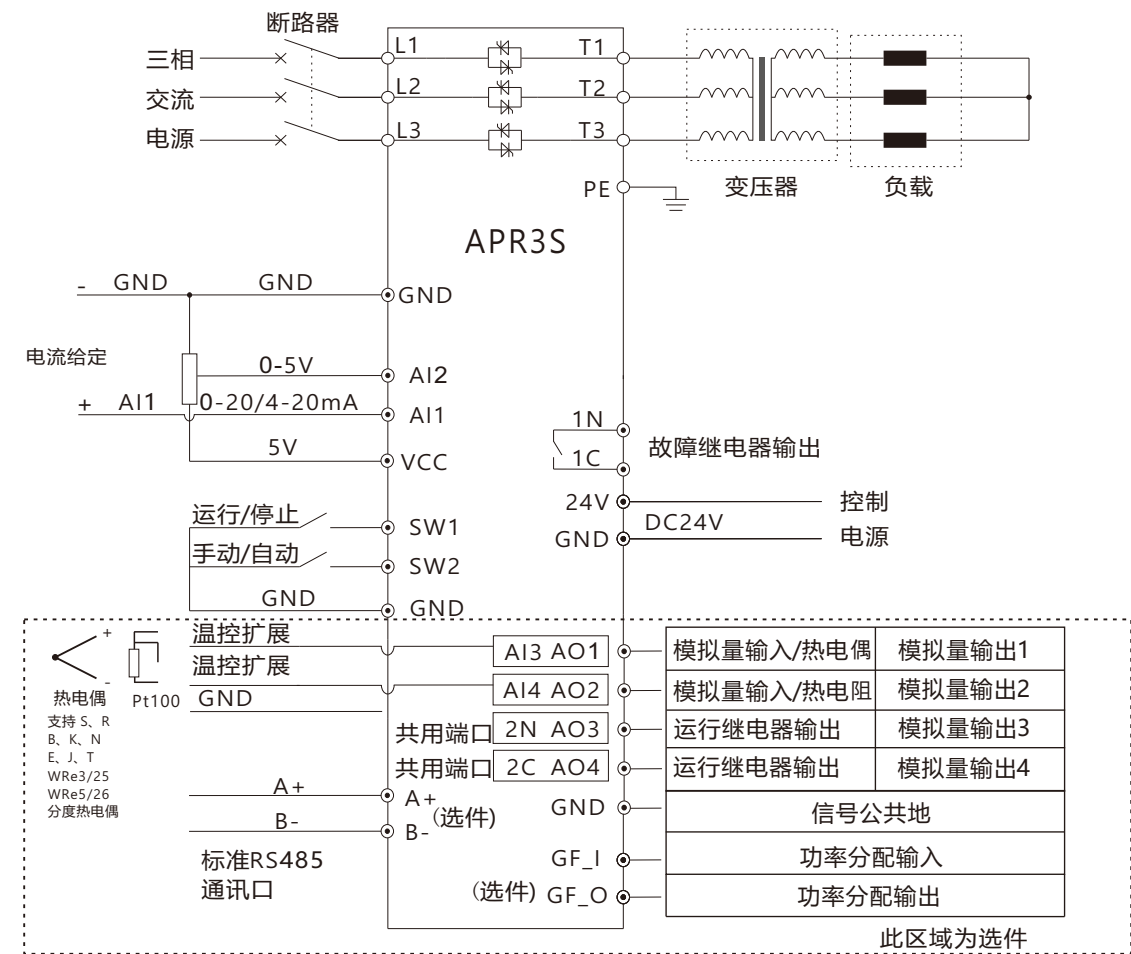 断路器
三相
L1
T1
交流
L2
T2
电源
L3
T3
PE
变压器
负载
APR3S
- GND
GND
GND
电流给定
0-5V
AI2
+ AI1
0-20/4-20mA
AI1
5V
VCC
1N
1C
故障继电器输出
24V
控制
DC24V
GND
电源
运行/停止
SW1
手动/自动
SW2
GND
GND
温控扩展
温控扩展
GND
+
-
热电偶
Pt100
支持 S、R
B、K、N
E、J、T
WRe3/25
WRe5/26
分度热电偶
AI3 AO1
模拟量输入/热电偶
模拟量输出1
AI4 AO2
模拟量输入/热电阻
模拟量输出2
共用端口
2N AO3
运行继电器输出
模拟量输出3
共用端口
2C AO4
运行继电器输出
模拟量输出4
A+
A+
(选件)
B-
B-
标准RS485
通讯口
GND
信号公共地
GF_I
功率分配输入
(选件)
GF_O
功率分配输出
此区域为选件